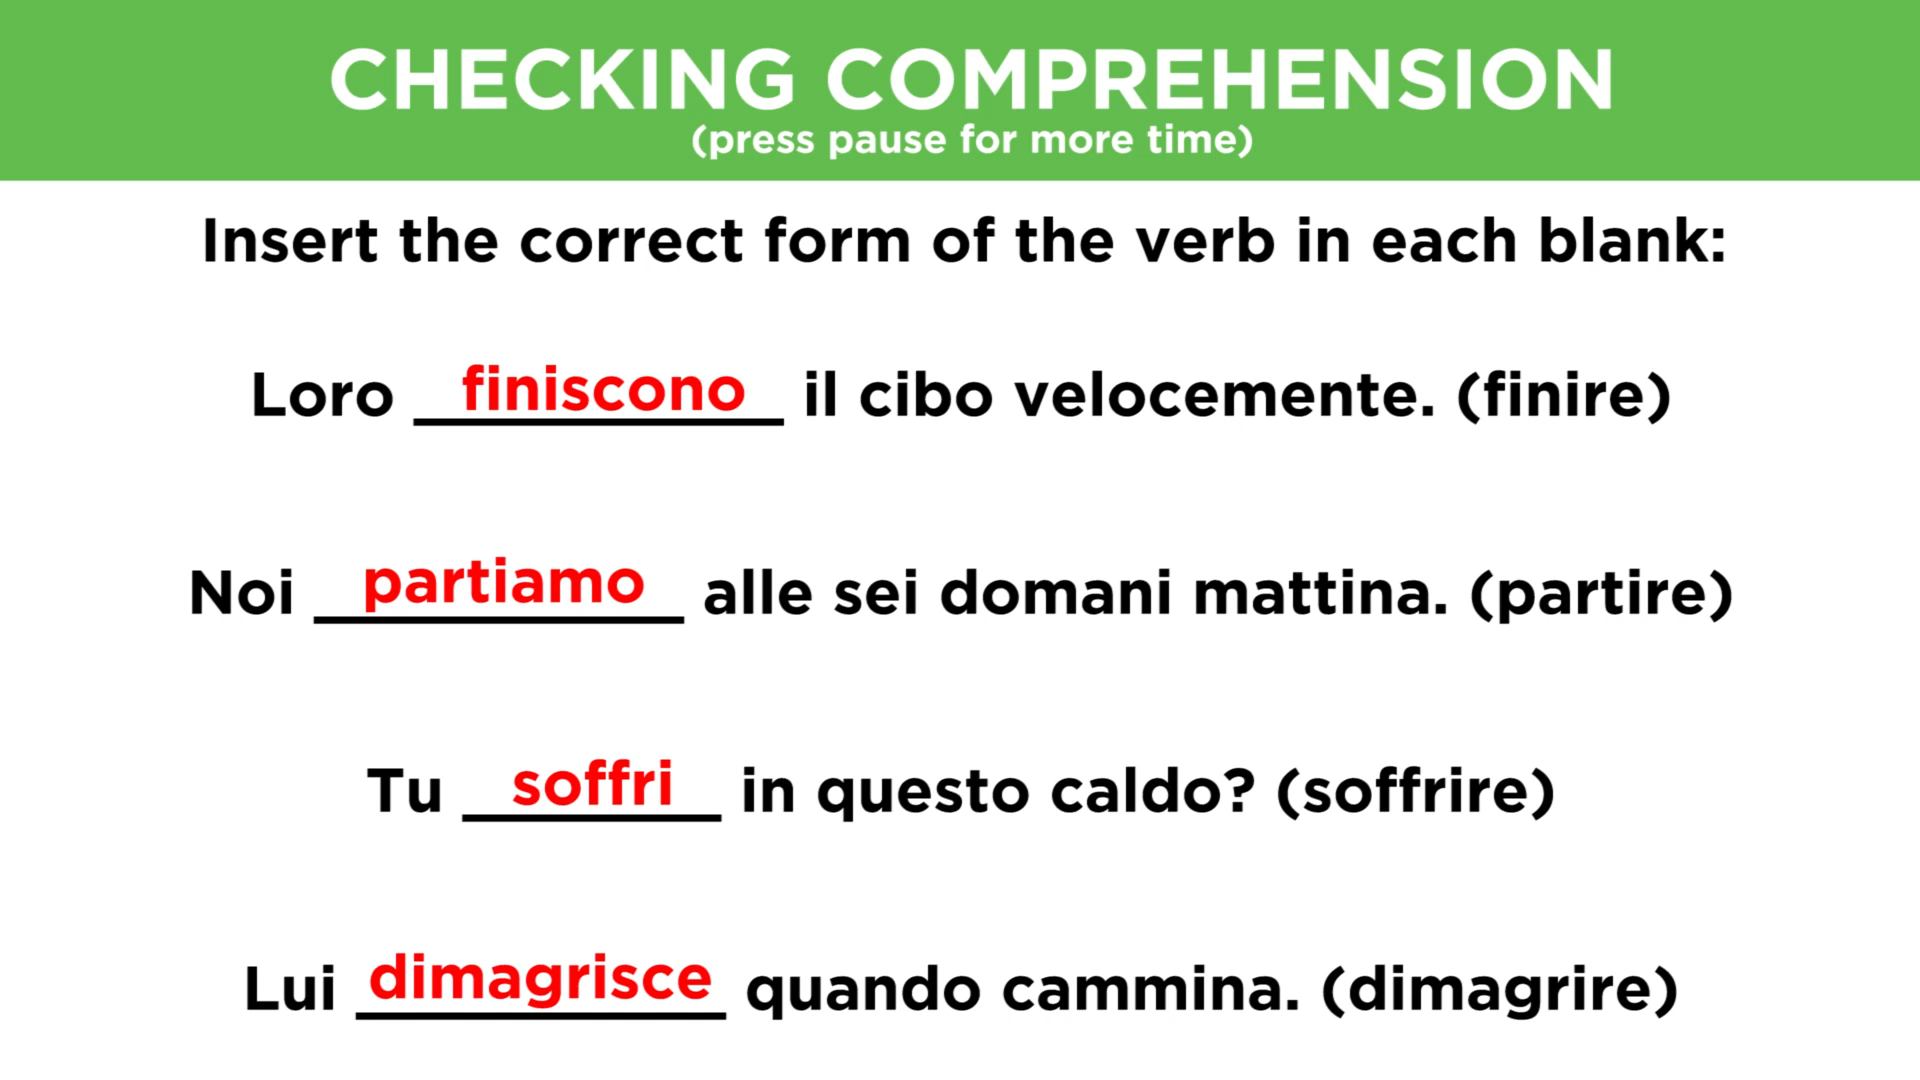 CHECKING COMPREHENSION
(press pause for more time)
Insert the correct form of the verb in each blank:
Loro finiscono il cibo velocemente. (finire)
Noi partiamo alle sei domani mattina. (partire)
Tu soffri in questo caldo? (soffrire)
Lui dimagrisce quando cammina. (dimagrire)